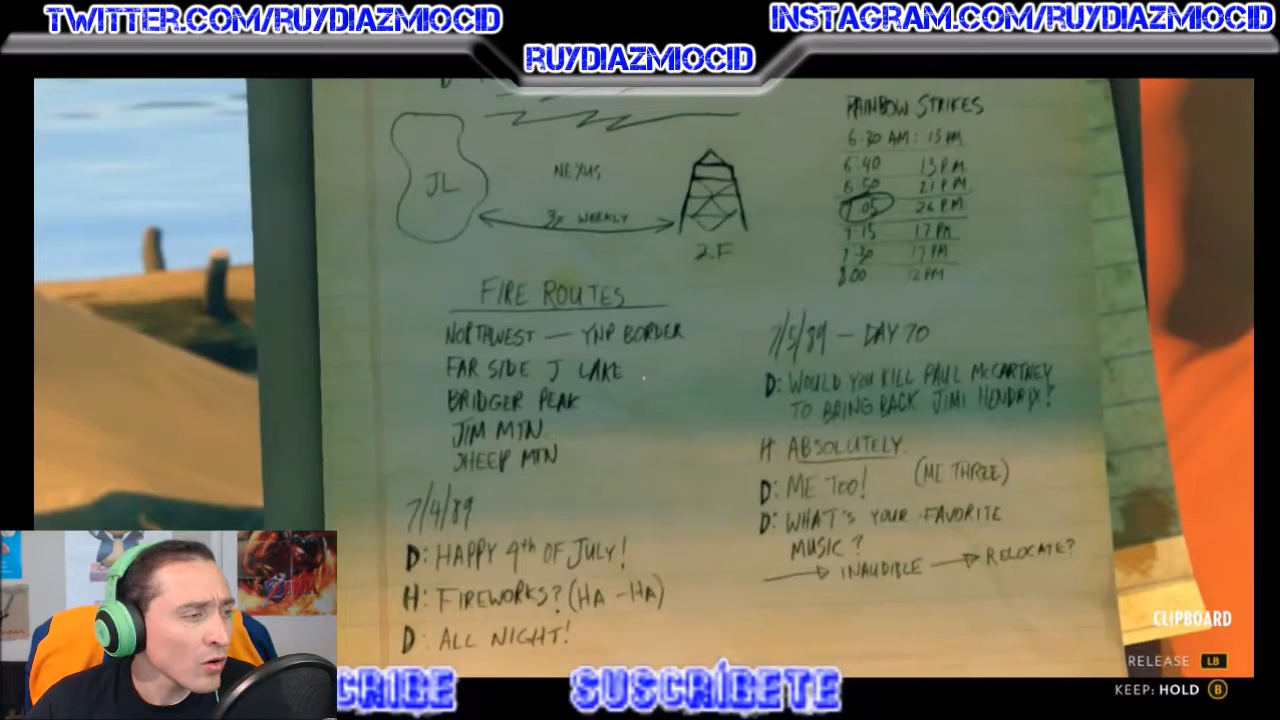 TWITTER.COM/RUYDIAZMIOCID
INSTAGRAM.COM/RUYDIAZMIOCID
RUYDIAZMIOCID
JL
NEXUS
3x WEEKLY
2.F
RAINBOW STRIKES
6:30 AM: 13 PM
6:40 13 PM
6:50 21 PM
7:05 26 PM
7:15 17 PM
7:30 17 PM
8:00 12 PM
FIRE ROUTES
NORTHWEST — YNP BORDER
FAR SIDE J LAKE
BRIDGER PEAK
JIM MTN.
SHEEP MTN
7/4/89
D: HAPPY 4th OF JULY!
H: FIREWORKS? (HA-HA)
D: ALL NIGHT!
7/5/89 — DAY 70
D: WOULD YOU KILL PAUL McCARTNEY
TO BRING BACK JIMI HENDRIX?
H ABSOLUTELY.
D: ME TOO! (ME THREE)
D: WHAT'S YOUR FAVORITE
MUSIC?
→ INAUDIBLE → RELOCATE?
CLIPBOARD
RELEASE LB
KEEP: HOLD B
CRIBE
SUSCRÍBETE